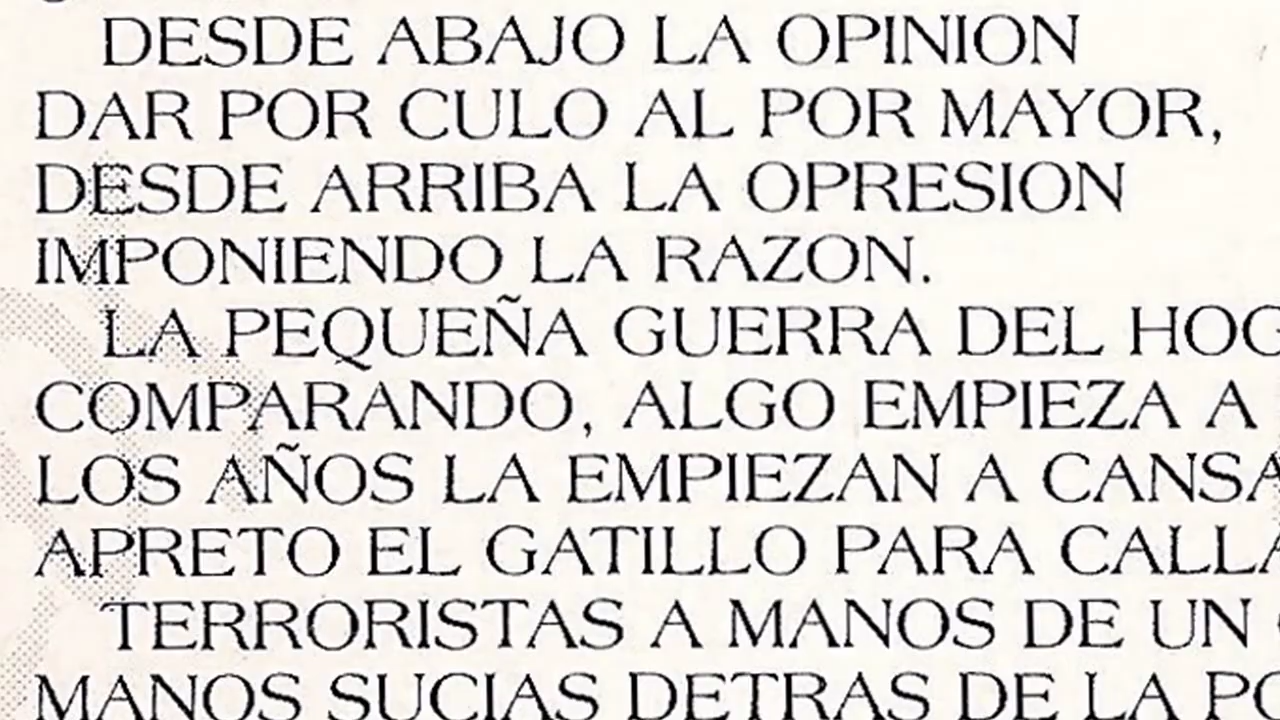 DESDE ABAJO LA OPINION
DAR POR CULO AL POR MAYOR,
DESDE ARRIBA LA OPRESION
IMPONIENDO LA RAZON.
LA PEQUEÑA GUERRA DEL
COMPARANDO, ALGO EMPIEZA A
LOS AÑOS LA EMPIEZAN A
APRETO EL GATILLO PARA
TERRORISTAS A MANOS DE UN
MANOS SUCIAS DETRAS DE LA